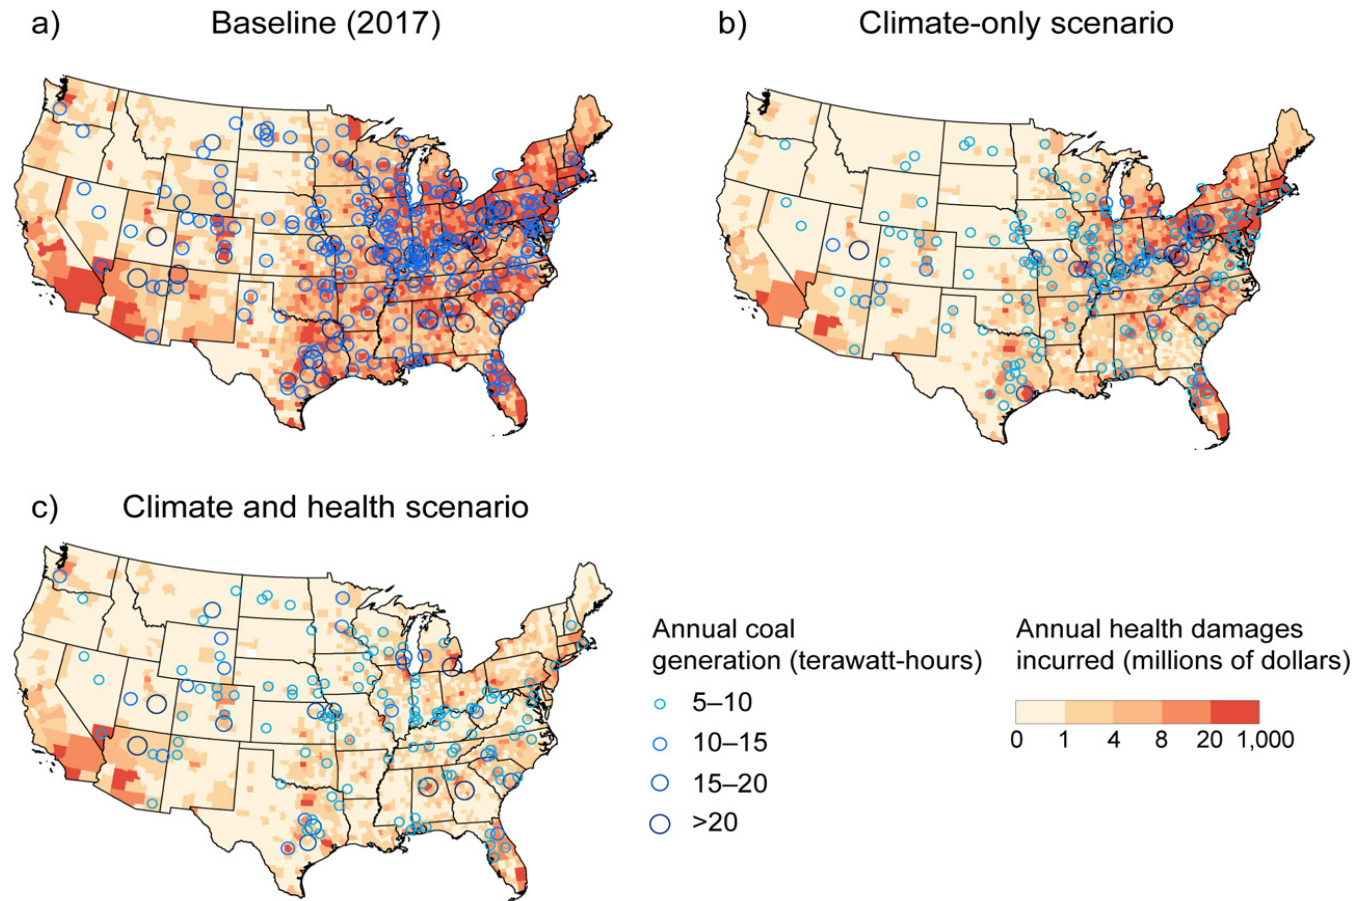 a) Baseline (2017)
b) Climate-only scenario
c) Climate and health scenario
Annual coal
generation (terawatt-hours)
5–10
10–15
15–20
>20
Annual health damages
incurred (millions of dollars)
0 1 4 8 20 1,000